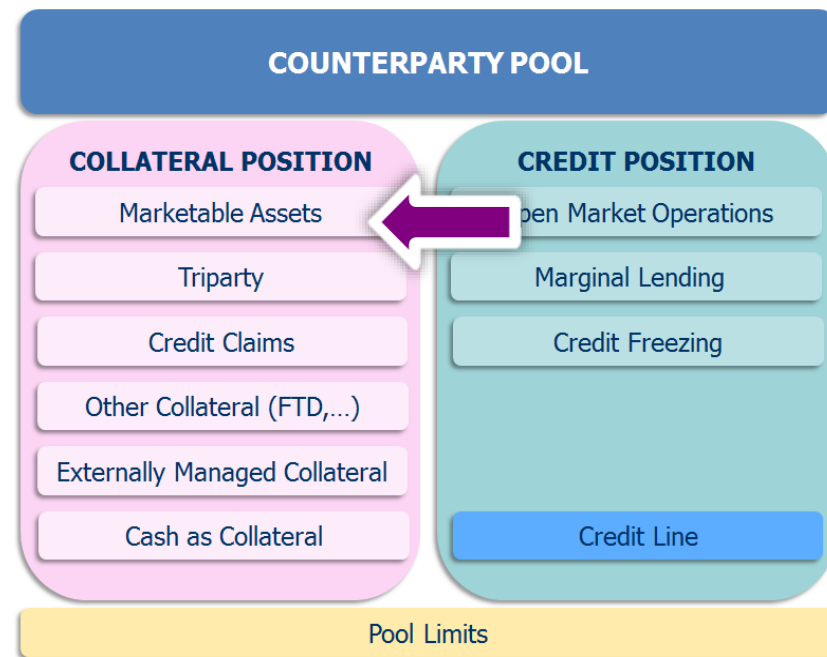 COUNTERPARTY POOL
COLLATERAL POSITION
Marketable Assets
Triparty
Credit Claims
Other Collateral (FTD,...)
Externally Managed Collateral
Cash as Collateral
CREDIT POSITION
pen Market Operations
Marginal Lending
Credit Freezing
Credit Line
Pool Limits